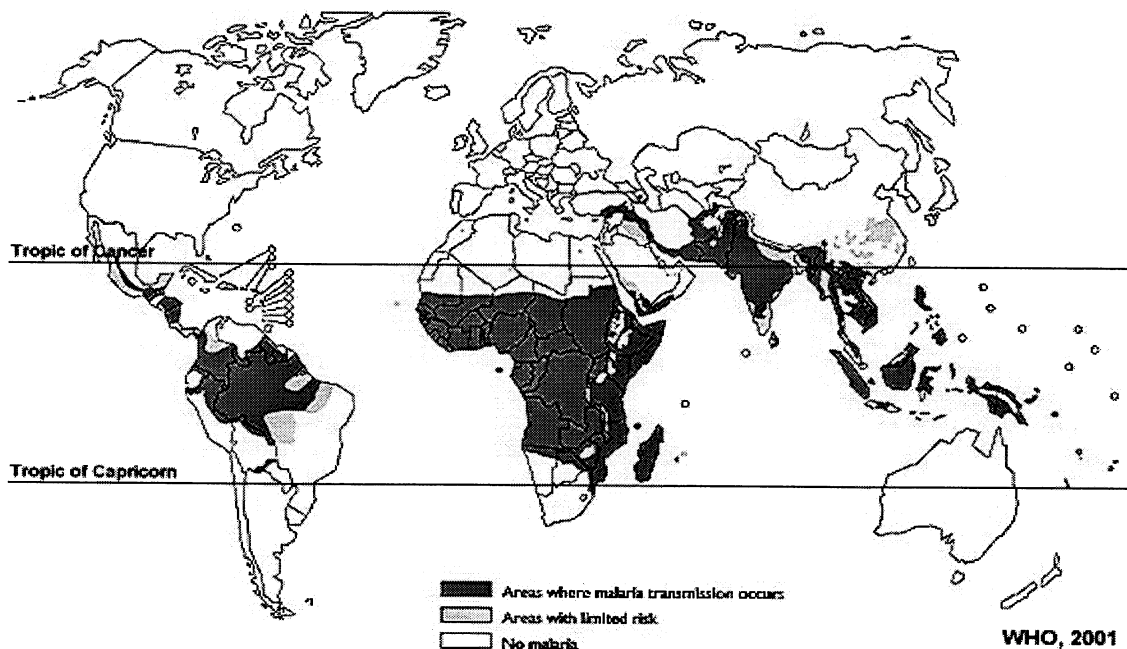 Tropic of Cancer
Tropic of Capricorn
Areas where malaria transmission occurs
Areas with limited risk
No malaria
WHO, 2001